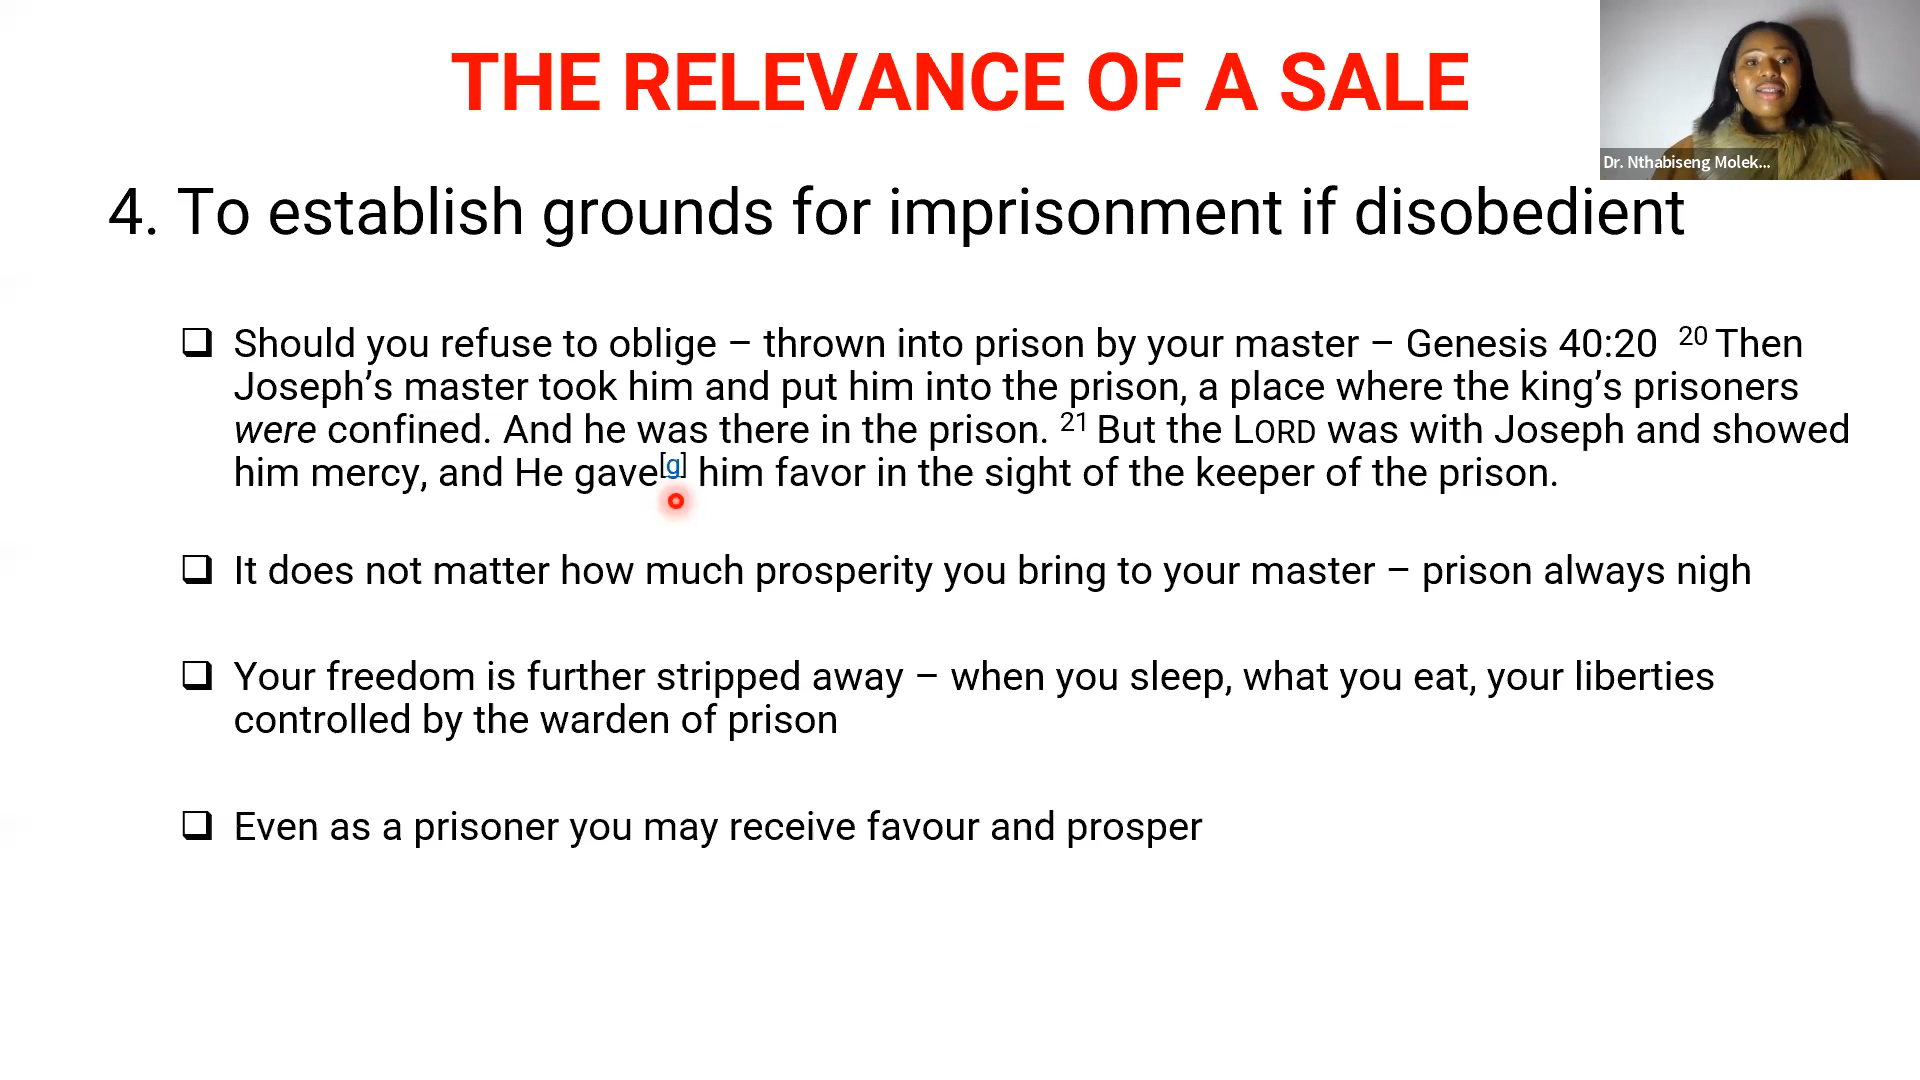 THE RELEVANCE OF A SALE
Dr. Nthabiseng Molek...
4. To establish grounds for imprisonment if disobedient
❑ Should you refuse to oblige – thrown into prison by your master – Genesis 40:20 20 Then
Joseph’s master took him and put him into the prison, a place where the king’s prisoners
were confined. And he was there in the prison. 21 But the LORD was with Joseph and showed
him mercy, and He gave[g] him favor in the sight of the keeper of the prison.
❑ It does not matter how much prosperity you bring to your master – prison always nigh
❑ Your freedom is further stripped away – when you sleep, what you eat, your liberties
controlled by the warden of prison
❑ Even as a prisoner you may receive favour and prosper